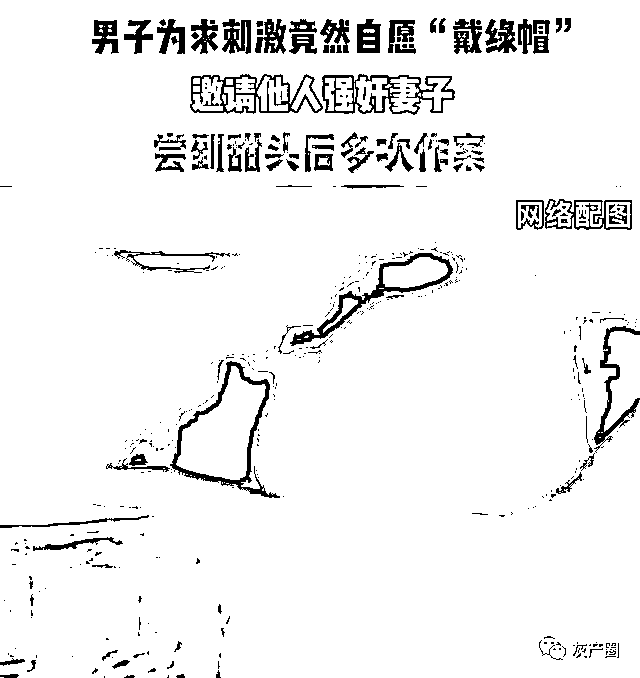 男子为求刺激竟然自愿“戴绿帽”
邀请他人强奸妻子
尝到甜头后多次作案
网络配图
灰产圈